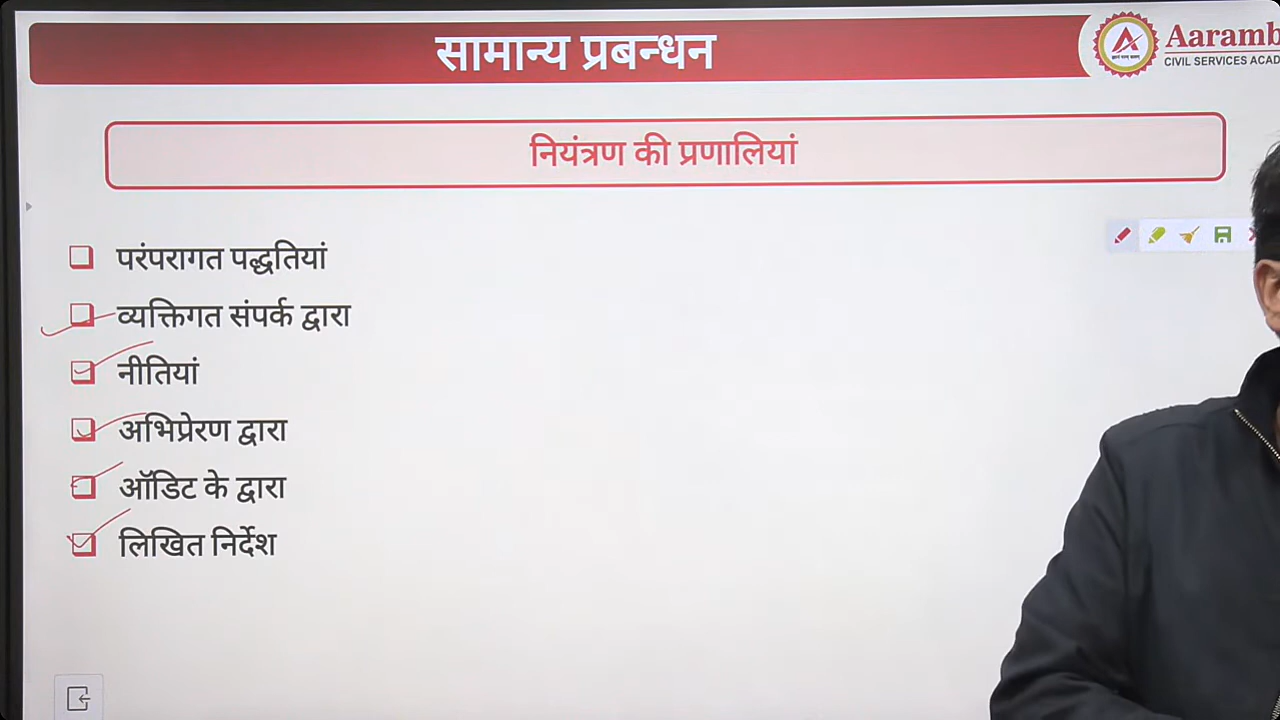 सामान्य प्रबन्धन
Aaramb
CIVIL SERVICES ACAD
नियंत्रण की प्रणालियां
परंपरागत पद्धतियां
व्यक्तिगत संपर्क द्वारा
नीतियां
अभिप्रेरण द्वारा
ऑडिट के द्वारा
लिखित निर्देश